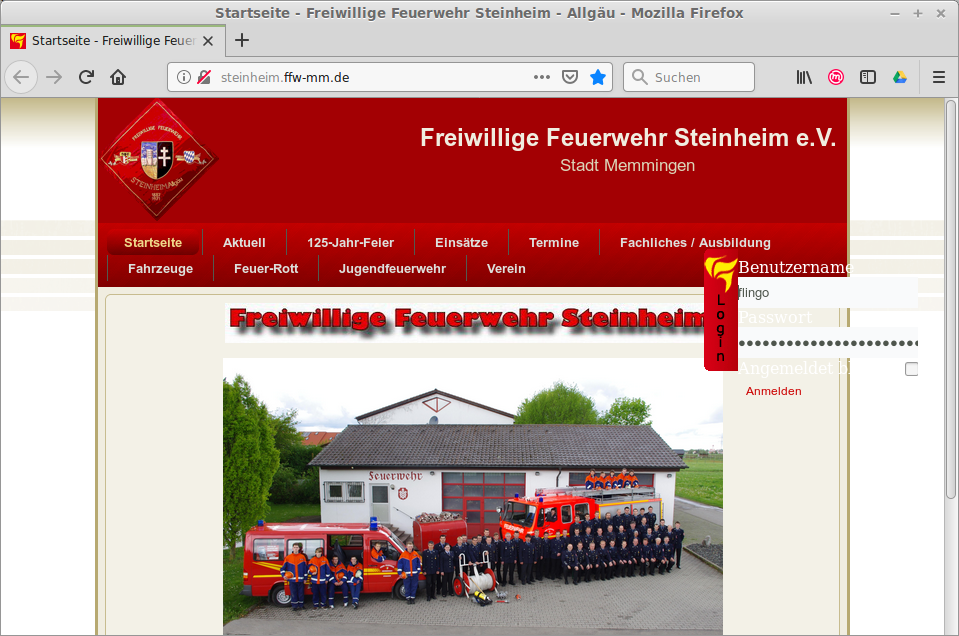 Startseite - Freiwillige Feuerwehr Steinheim - Allgäu - Mozilla Firefox
Startseite - Freiwillige Feuer
steinheim.ffw-mm.de
Suchen
FREIWILLIGE FEUERWEHR
STEINHEIM Allgäu
Freiwillige Feuerwehr Steinheim e.V.
Stadt Memmingen
Startseite Aktuell 125-Jahr-Feier Einsätze Termine Fachliches / Ausbildung
Fahrzeuge Feuer-Rott Jugendfeuerwehr Verein
Login
Benutzername
flingo
Passwort
••••••••••••••••••••••
Angemeldet bl
Anmelden
Freiwillige Feuerwehr Steinheim
Feuerwehr